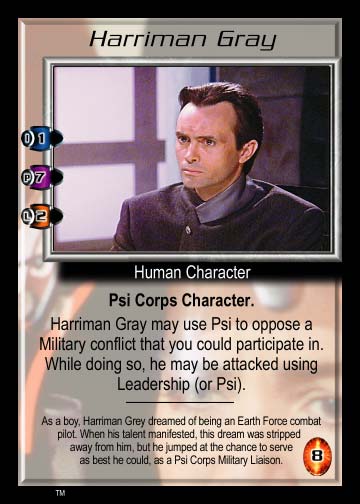 Harriman Gray
D 1
P 7
L 2
Human Character
Psi Corps Character.
Harriman Gray may use Psi to oppose a
Military conflict that you could participate in.
While doing so, he may be attacked using
Leadership (or Psi).
As a boy, Harriman Grey dreamed of being an Earth Force combat
pilot. When his talent manifested, this dream was stripped
away from him, but he jumped at the chance to serve
as best he could, as a Psi Corps Military Liaison.
8
TM